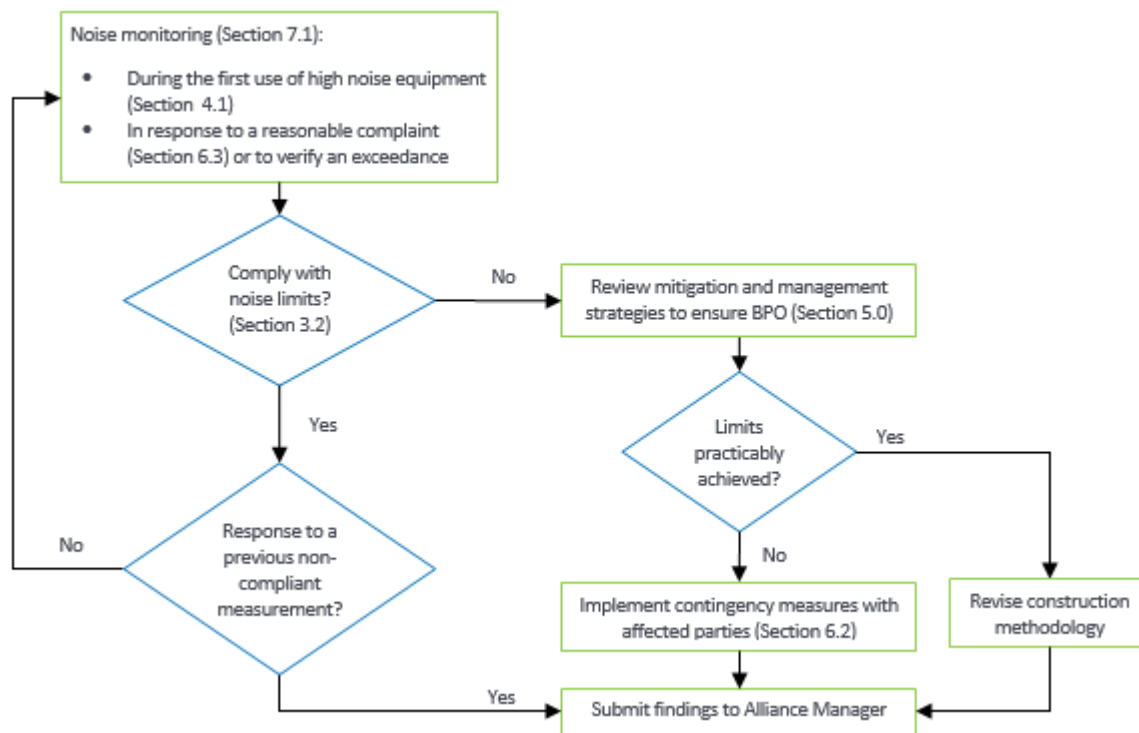 Noise monitoring (Section 7.1):
• During the first use of high noise equipment
(Section 4.1)
• In response to a reasonable complaint
(Section 6.3) or to verify an exceedance
Comply with
noise limits?
(Section 3.2)
No
Review mitigation and management
strategies to ensure BPO (Section 5.0)
Yes
Limits
practicably
achieved?
Yes
No
Response to a
previous non-
compliant
measurement?
No
Implement contingency measures with
affected parties (Section 6.2)
Revise construction
methodology
Yes
Submit findings to Alliance Manager